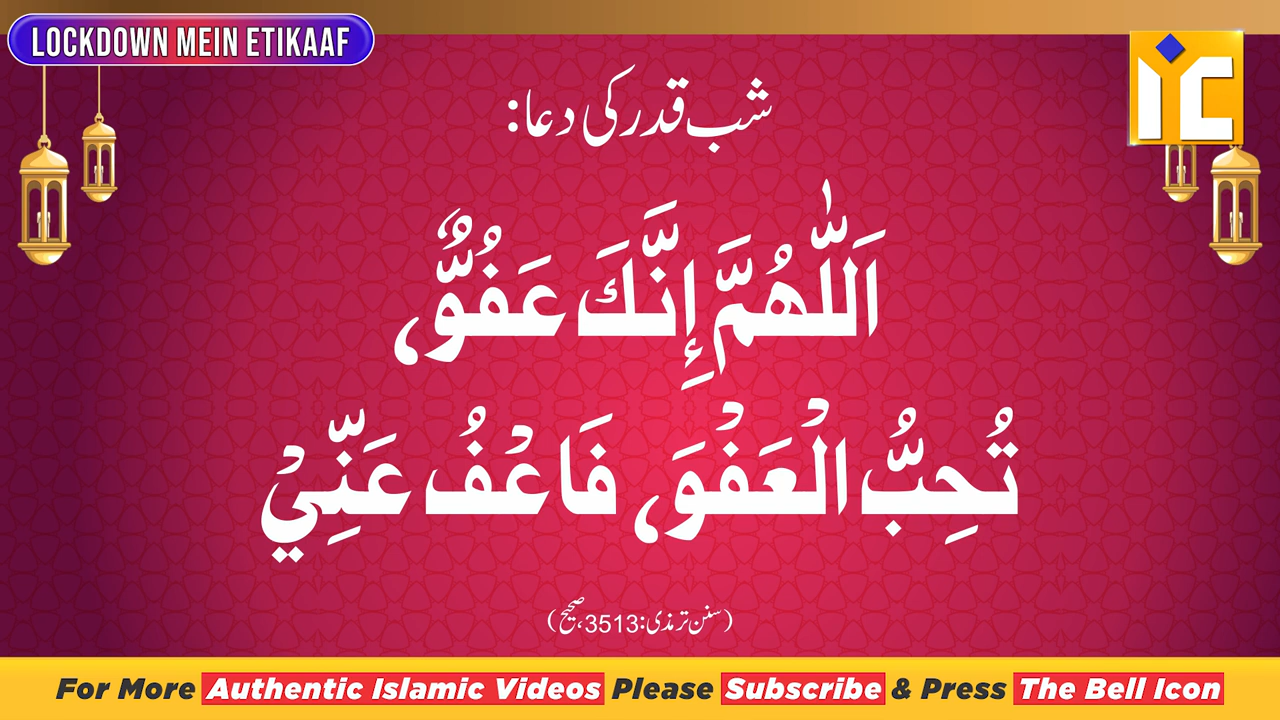 LOCKDOWN MEIN ETIKAAF
IYC
شب قدر کی دعا:
اَللّٰهُمَّ إِنَّكَ عَفُوٌّ،
تُحِبُّ الْعَفْوَ، فَاعْفُ عَنِّيْ
(سنن ترمذی:3513، صحیح)
For More Authentic Islamic Videos Please Subscribe & Press The Bell Icon